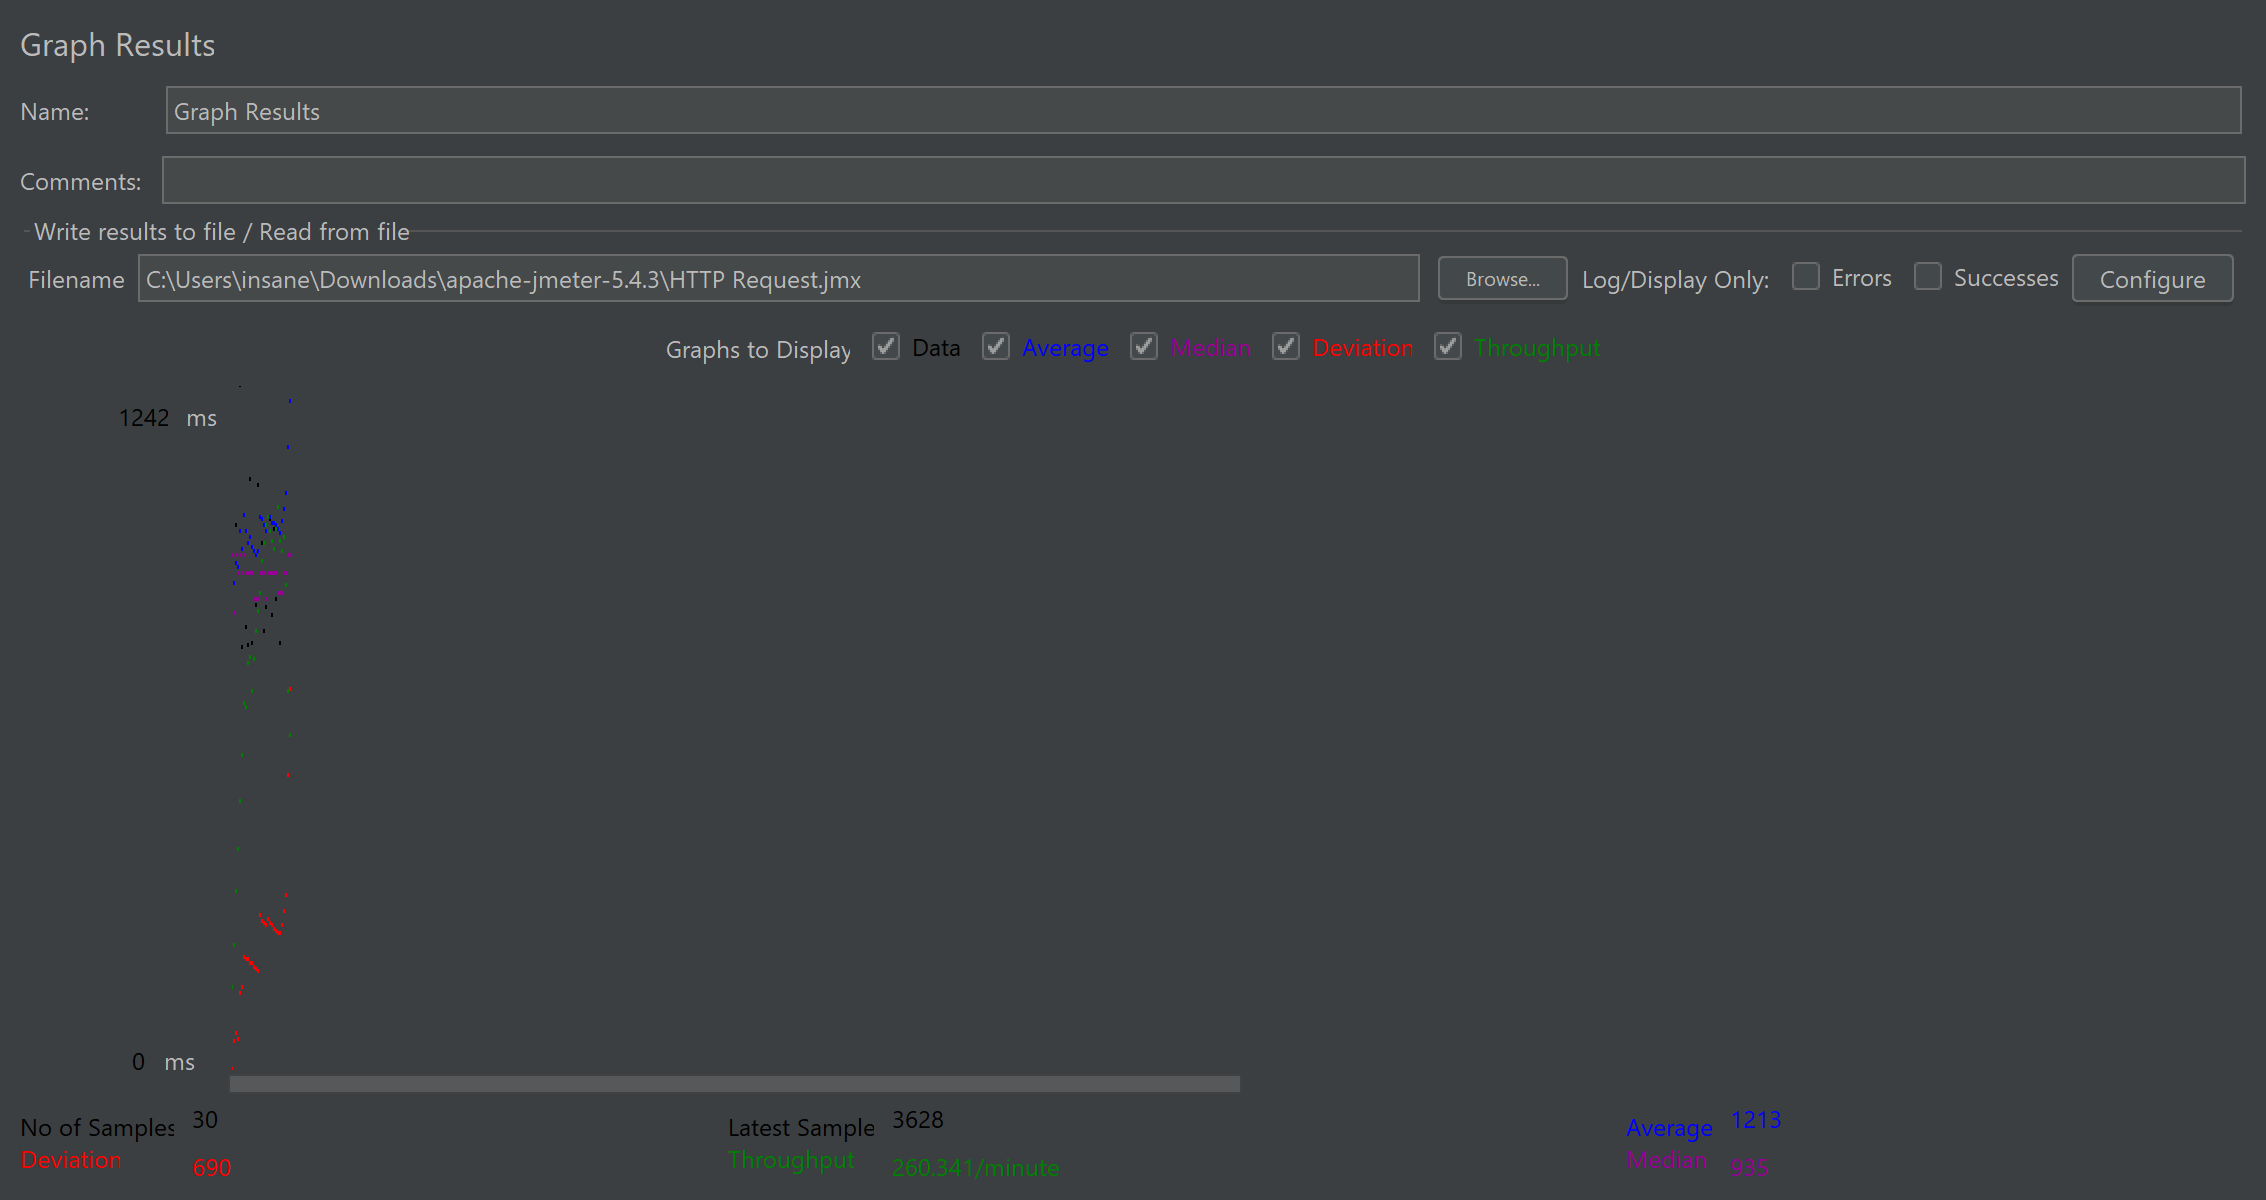 Graph Results
Name: Graph Results
Comments:
Write results to file / Read from file
Filename C:\Users\insane\Downloads\apache-jmeter-5.4.3\HTTP Request.jmx Browse... Log/Display Only: Errors Successes Configure
Graphs to Display Data Average Median Deviation Throughput
1242 ms
0 ms
No of Samples 30 Latest Sample 3628 Average 1213
Deviation 690 Throughput 260.341/minute Median 935